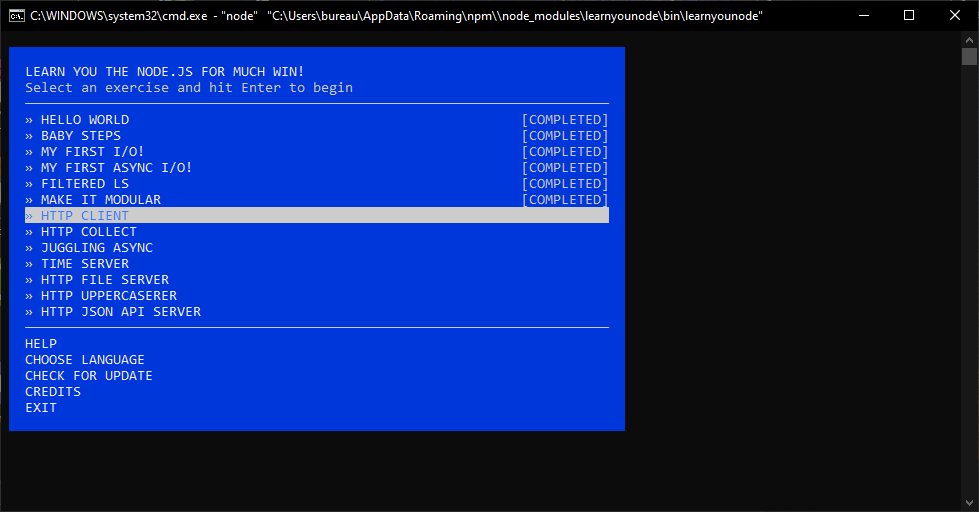 C:\WINDOWS\system32\cmd.exe - "node" "C:\Users\bureau\AppData\Roaming\npm\\node_modules\learnyounode\bin\learnyounode"
LEARN YOU THE NODE.JS FOR MUCH WIN!
Select an exercise and hit Enter to begin
» HELLO WORLD [COMPLETED]
» BABY STEPS [COMPLETED]
» MY FIRST I/O! [COMPLETED]
» MY FIRST ASYNC I/O! [COMPLETED]
» FILTERED LS [COMPLETED]
» MAKE IT MODULAR [COMPLETED]
» HTTP CLIENT
» HTTP COLLECT
» JUGGLING ASYNC
» TIME SERVER
» HTTP FILE SERVER
» HTTP UPPERCASERER
» HTTP JSON API SERVER
HELP
CHOOSE LANGUAGE
CHECK FOR UPDATE
CREDITS
EXIT